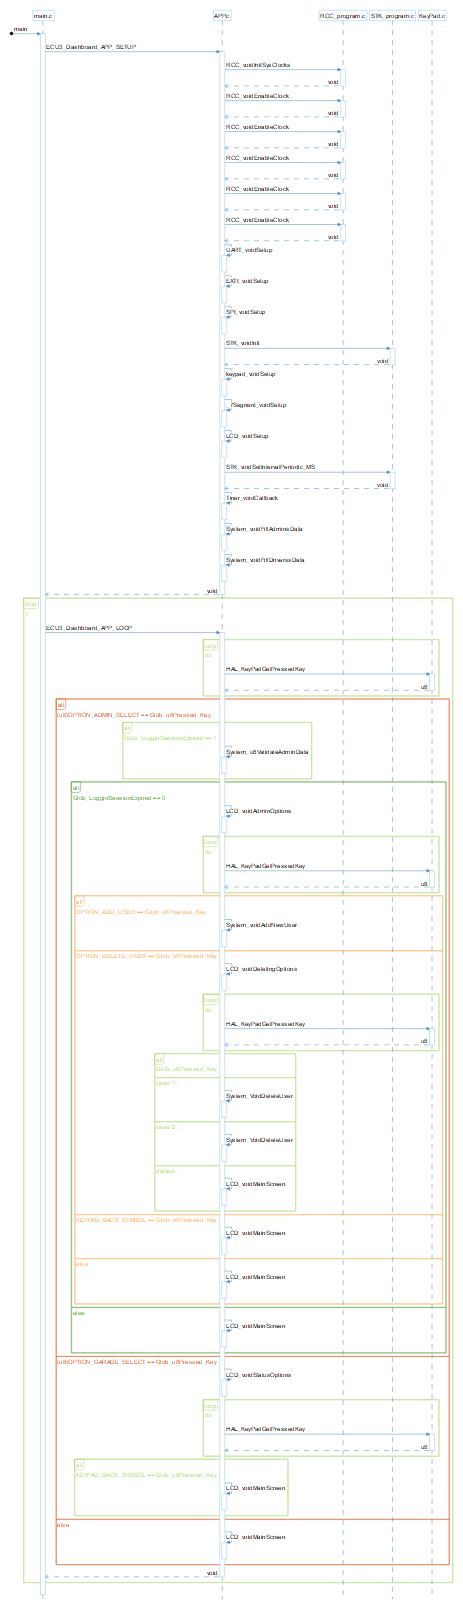 main.c
APP.c
RCC_program.c
STK_program.c
KeyPad.c
main
ECU3_Dashboard_APP_SETUP
RCC_voidInitSysClocks
void
RCC_voidEnableClock
void
RCC_voidEnableClock
void
RCC_voidEnableClock
void
RCC_voidEnableClock
void
RCC_voidEnableClock
void
UART_voidSetup
EXTI_voidSetup
SPI_voidSetup
STK_voidInit
void
keypad_voidSetup
7Segment_voidSetup
LCD_voidSetup
STK_voidSetIntervalPeriodic_MS
void
Timer_voidCallback
System_voidFillAdminsData
System_voidFillDriversData
void
loop
ECU3_Dashboard_APP_LOOP
loop
do
HAL_KeyPadGetPressedKey
u8
alt
(u8)OPTION_ADMIN_SELECT == Glob_u8Pressed_Key
alt
Glob_LogginSessionExpired == 1
System_u8ValidateAdminData
alt
Glob_LogginSessionExpired == 0
LCD_voidAdminOptions
loop
do
HAL_KeyPadGetPressedKey
u8
alt
OPTION_ADD_USER == Glob_u8Pressed_Key
System_voidAddNewUser
OPTION_DELETE_USER == Glob_u8Pressed_Key
LCD_voidDeletingOptions
loop
do
HAL_KeyPadGetPressedKey
u8
alt
Glob_u8Pressed_Key
case '1':
System_VoidDeleteUser
case '2':
System_VoidDeleteUser
default :
LCD_voidMainScreen
KEYPAD_BACK_SYMBOL == Glob_u8Pressed_Key
LCD_voidMainScreen
else
LCD_voidMainScreen
else
LCD_voidMainScreen
(u8)OPTION_GARAGE_SELECT == Glob_u8Pressed_Key
LCD_voidStatusOptions
loop
do
HAL_KeyPadGetPressedKey
u8
alt
KEYPAD_BACK_SYMBOL == Glob_u8Pressed_Key
LCD_voidMainScreen
else
LCD_voidMainScreen
void